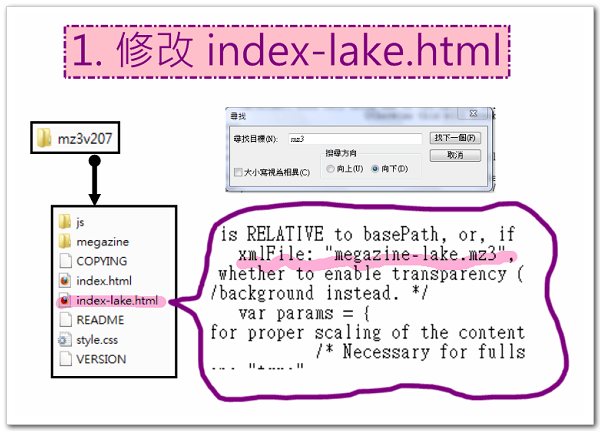 1. 修改 index-lake.html
mz3v207
js
megazine
COPYING
index.html
index-lake.html
README
style.css
VERSION
尋找
尋找目標(N):
mz3
找下一個(F)
搜尋方向
取消
大小寫視為相異(C)
向上(U)
向下(D)
is RELATIVE to basePath, or, if
xmlFile: "megazine-lake.mz3",
whether to enable transparency (
/background instead. */
var params = {
for proper scaling of the content
/* Necessary for fulls